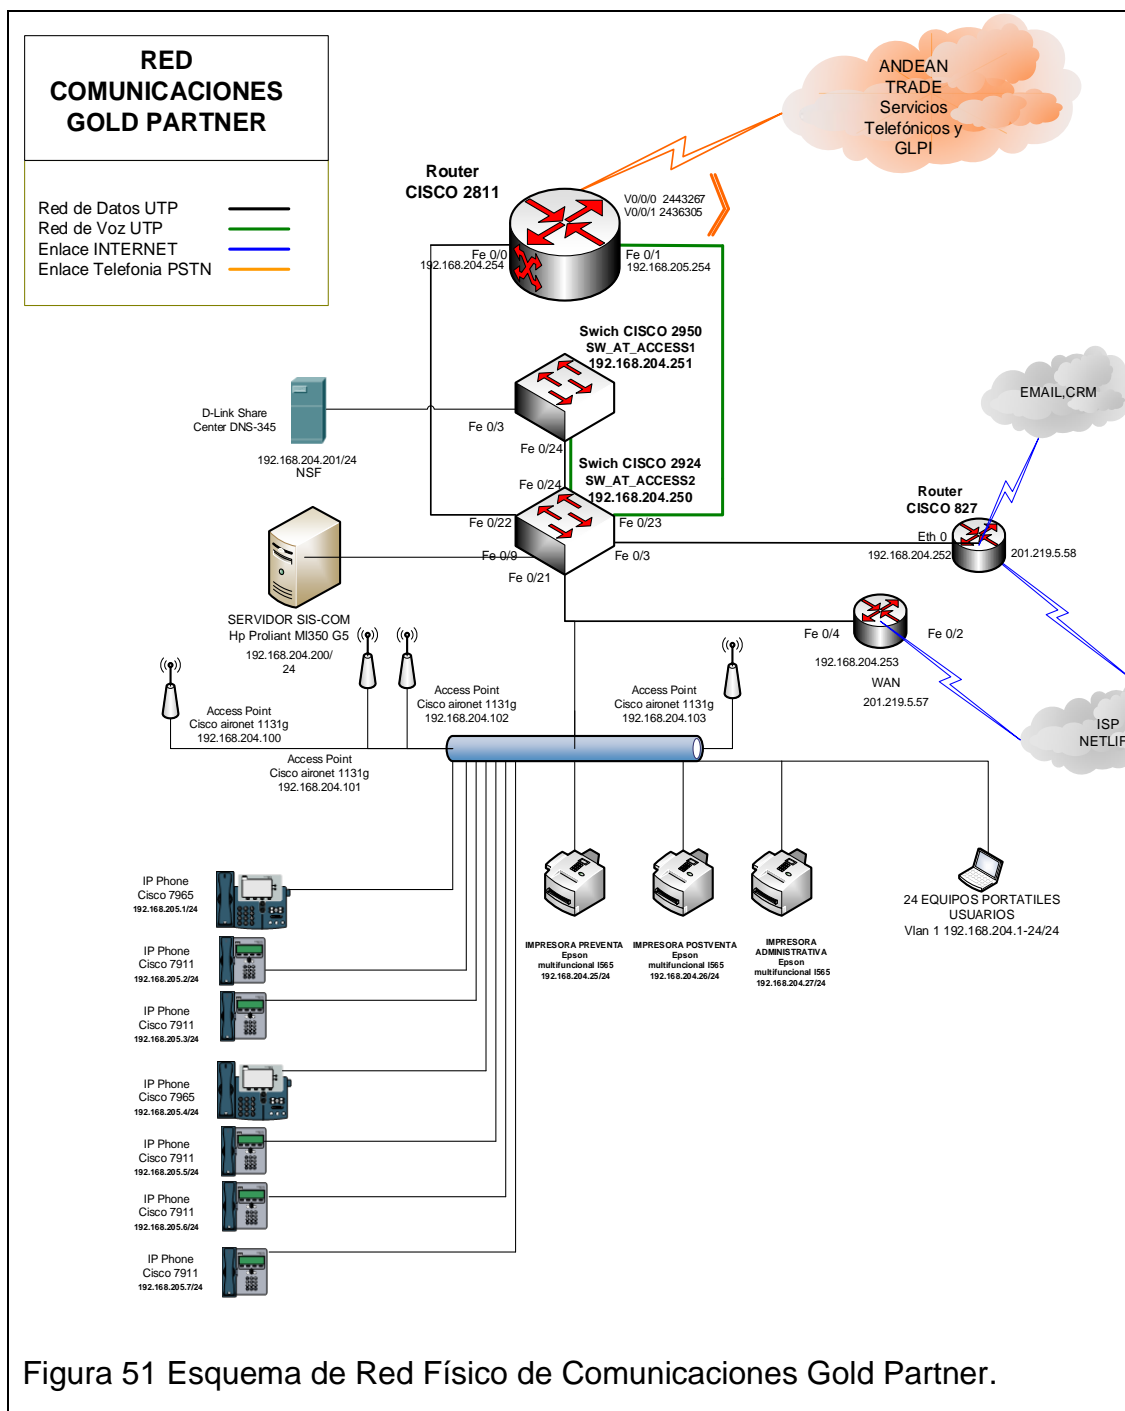 RED
COMUNICACIONES
GOLD PARTNER
Red de Datos UTP
Red de Voz UTP
Enlace INTERNET
Enlace Telefonia PSTN
ANDEAN
TRADE
Servicios
Telefónicos y
GLPI
Router
CISCO 2811
V0/0/0 2443267
V0/0/1 2436305
Fe 0/0
192.168.204.254
Fe 0/1
192.168.205.254
Swich CISCO 2950
SW_AT_ACCESS1
192.168.204.251
D-Link Share
Center DNS-345
192.168.204.201/24
NSF
Fe 0/3
Fe 0/24
EMAIL,CRM
Fe 0/24
Swich CISCO 2924
SW_AT_ACCESS2
192.168.204.250
Fe 0/22
Fe 0/23
Fe 0/9
Fe 0/3
Fe 0/21
Router
CISCO 827
Eth 0
192.168.204.252
201.219.5.58
SERVIDOR SIS-COM
Hp Proliant Ml350 G5
192.168.204.200/
24
Fe 0/4
Fe 0/2
192.168.204.253
WAN
201.219.5.57
ISP
Access Point
Cisco aironet 1131g
192.168.204.100
Access Point
Cisco aironet 1131g
192.168.204.102
Access Point
Cisco aironet 1131g
192.168.204.103
Access Point
Cisco aironet 1131g
192.168.204.101
IP Phone
Cisco 7965
192.168.205.1/24
IP Phone
Cisco 7911
192.168.205.2/24
IP Phone
Cisco 7911
192.168.205.3/24
IP Phone
Cisco 7965
192.168.205.4/24
IP Phone
Cisco 7911
192.168.205.5/24
IP Phone
Cisco 7911
192.168.205.6/24
IP Phone
Cisco 7911
192.168.205.7/24
IMPRESORA PREVENTA
Epson
multifuncional l565
192.168.204.25/24
IMPRESORA POSTVENTA
Epson
multifuncional l565
192.168.204.26/24
IMPRESORA
ADMINISTRATIVA
Epson
multifuncional l565
192.168.204.27/24
24 EQUIPOS PORTATILES
USUARIOS
Vlan 1 192.168.204.1-24/24
Figura 51 Esquema de Red Físico de Comunicaciones Gold Partner.